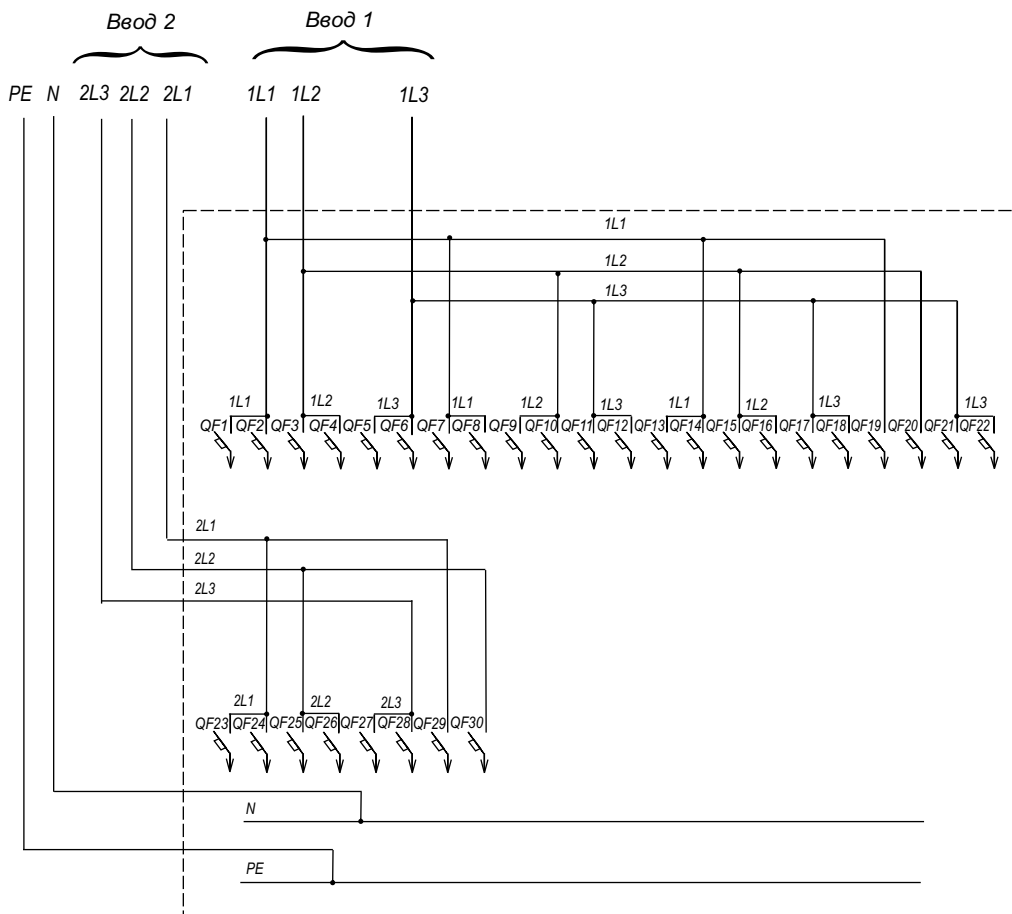 Ввод 2
Ввод 1
PE N 2L3 2L2 2L1 1L1 1L2 1L3
1L1
1L2
1L3
1L1 1L2 1L3 1L1 1L2 1L3 1L1 1L2 1L3 1L3
QF1 QF2 QF3 QF4 QF5 QF6 QF7 QF8 QF9 QF10 QF11 QF12 QF13 QF14 QF15 QF16 QF17 QF18 QF19 QF20 QF21 QF22
2L1
2L2
2L3
2L1 2L2 2L3
QF23 QF24 QF25 QF26 QF27 QF28 QF29 QF30
N
PE